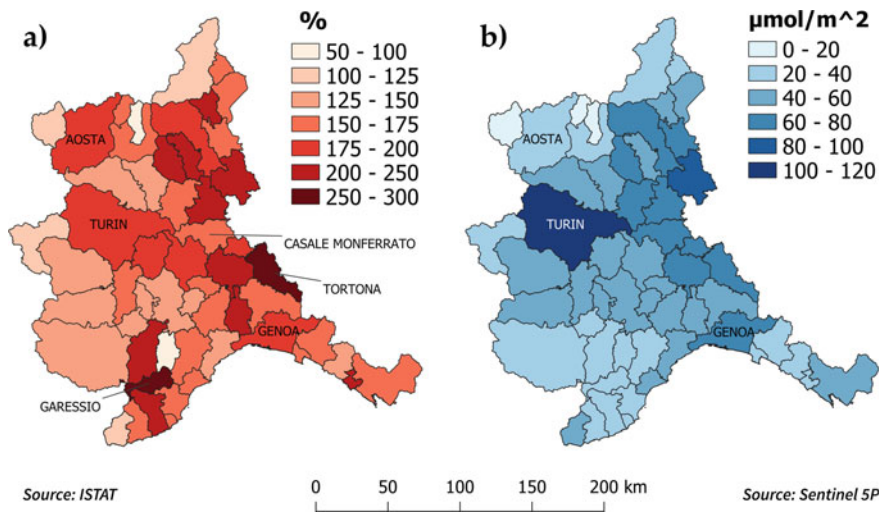 a)
%
50 - 100
100 - 125
125 - 150
150 - 175
175 - 200
200 - 250
250 - 300
AOSTA
TURIN
CASALE MONFERRATO
TORTONA
GENOA
GARESSIO
Source: ISTAT
b)
µmol/m^2
0 - 20
20 - 40
40 - 60
60 - 80
80 - 100
100 - 120
AOSTA
TURIN
GENOA
0 50 100 150 200 km
Source: Sentinel 5P